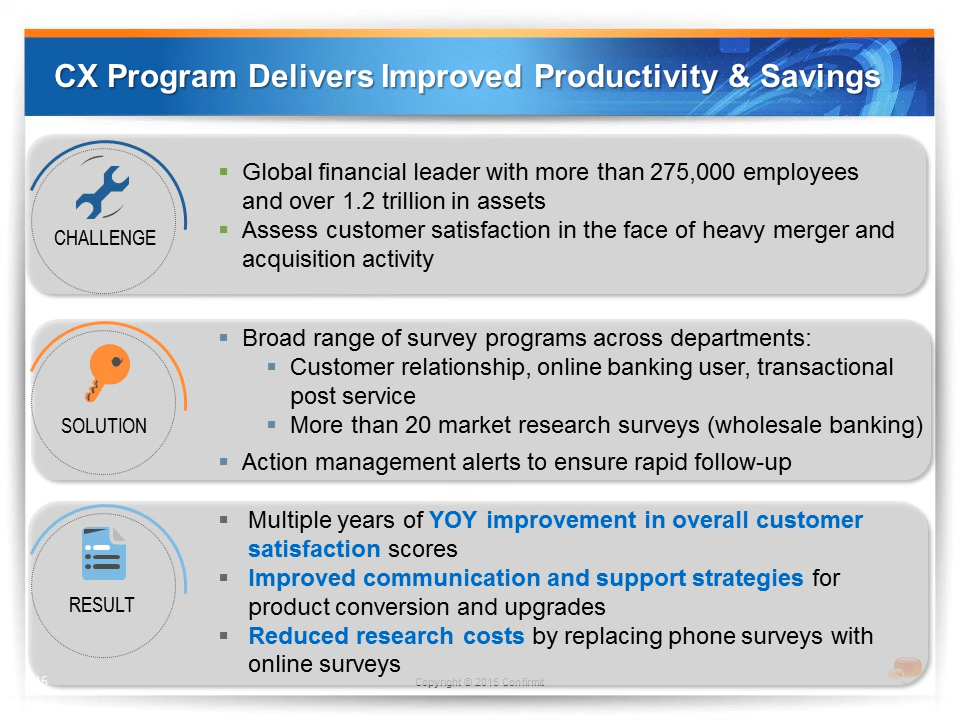 CX Program Delivers Improved Productivity & Savings
CHALLENGE
▪ Global financial leader with more than 275,000 employees
and over 1.2 trillion in assets
▪ Assess customer satisfaction in the face of heavy merger and
acquisition activity
SOLUTION
▪ Broad range of survey programs across departments:
▪ Customer relationship, online banking user, transactional
post service
▪ More than 20 market research surveys (wholesale banking)
▪ Action management alerts to ensure rapid follow-up
RESULT
▪ Multiple years of YOY improvement in overall customer
satisfaction scores
▪ Improved communication and support strategies for
product conversion and upgrades
▪ Reduced research costs by replacing phone surveys with
online surveys
Copyright © 2015 Confirmit